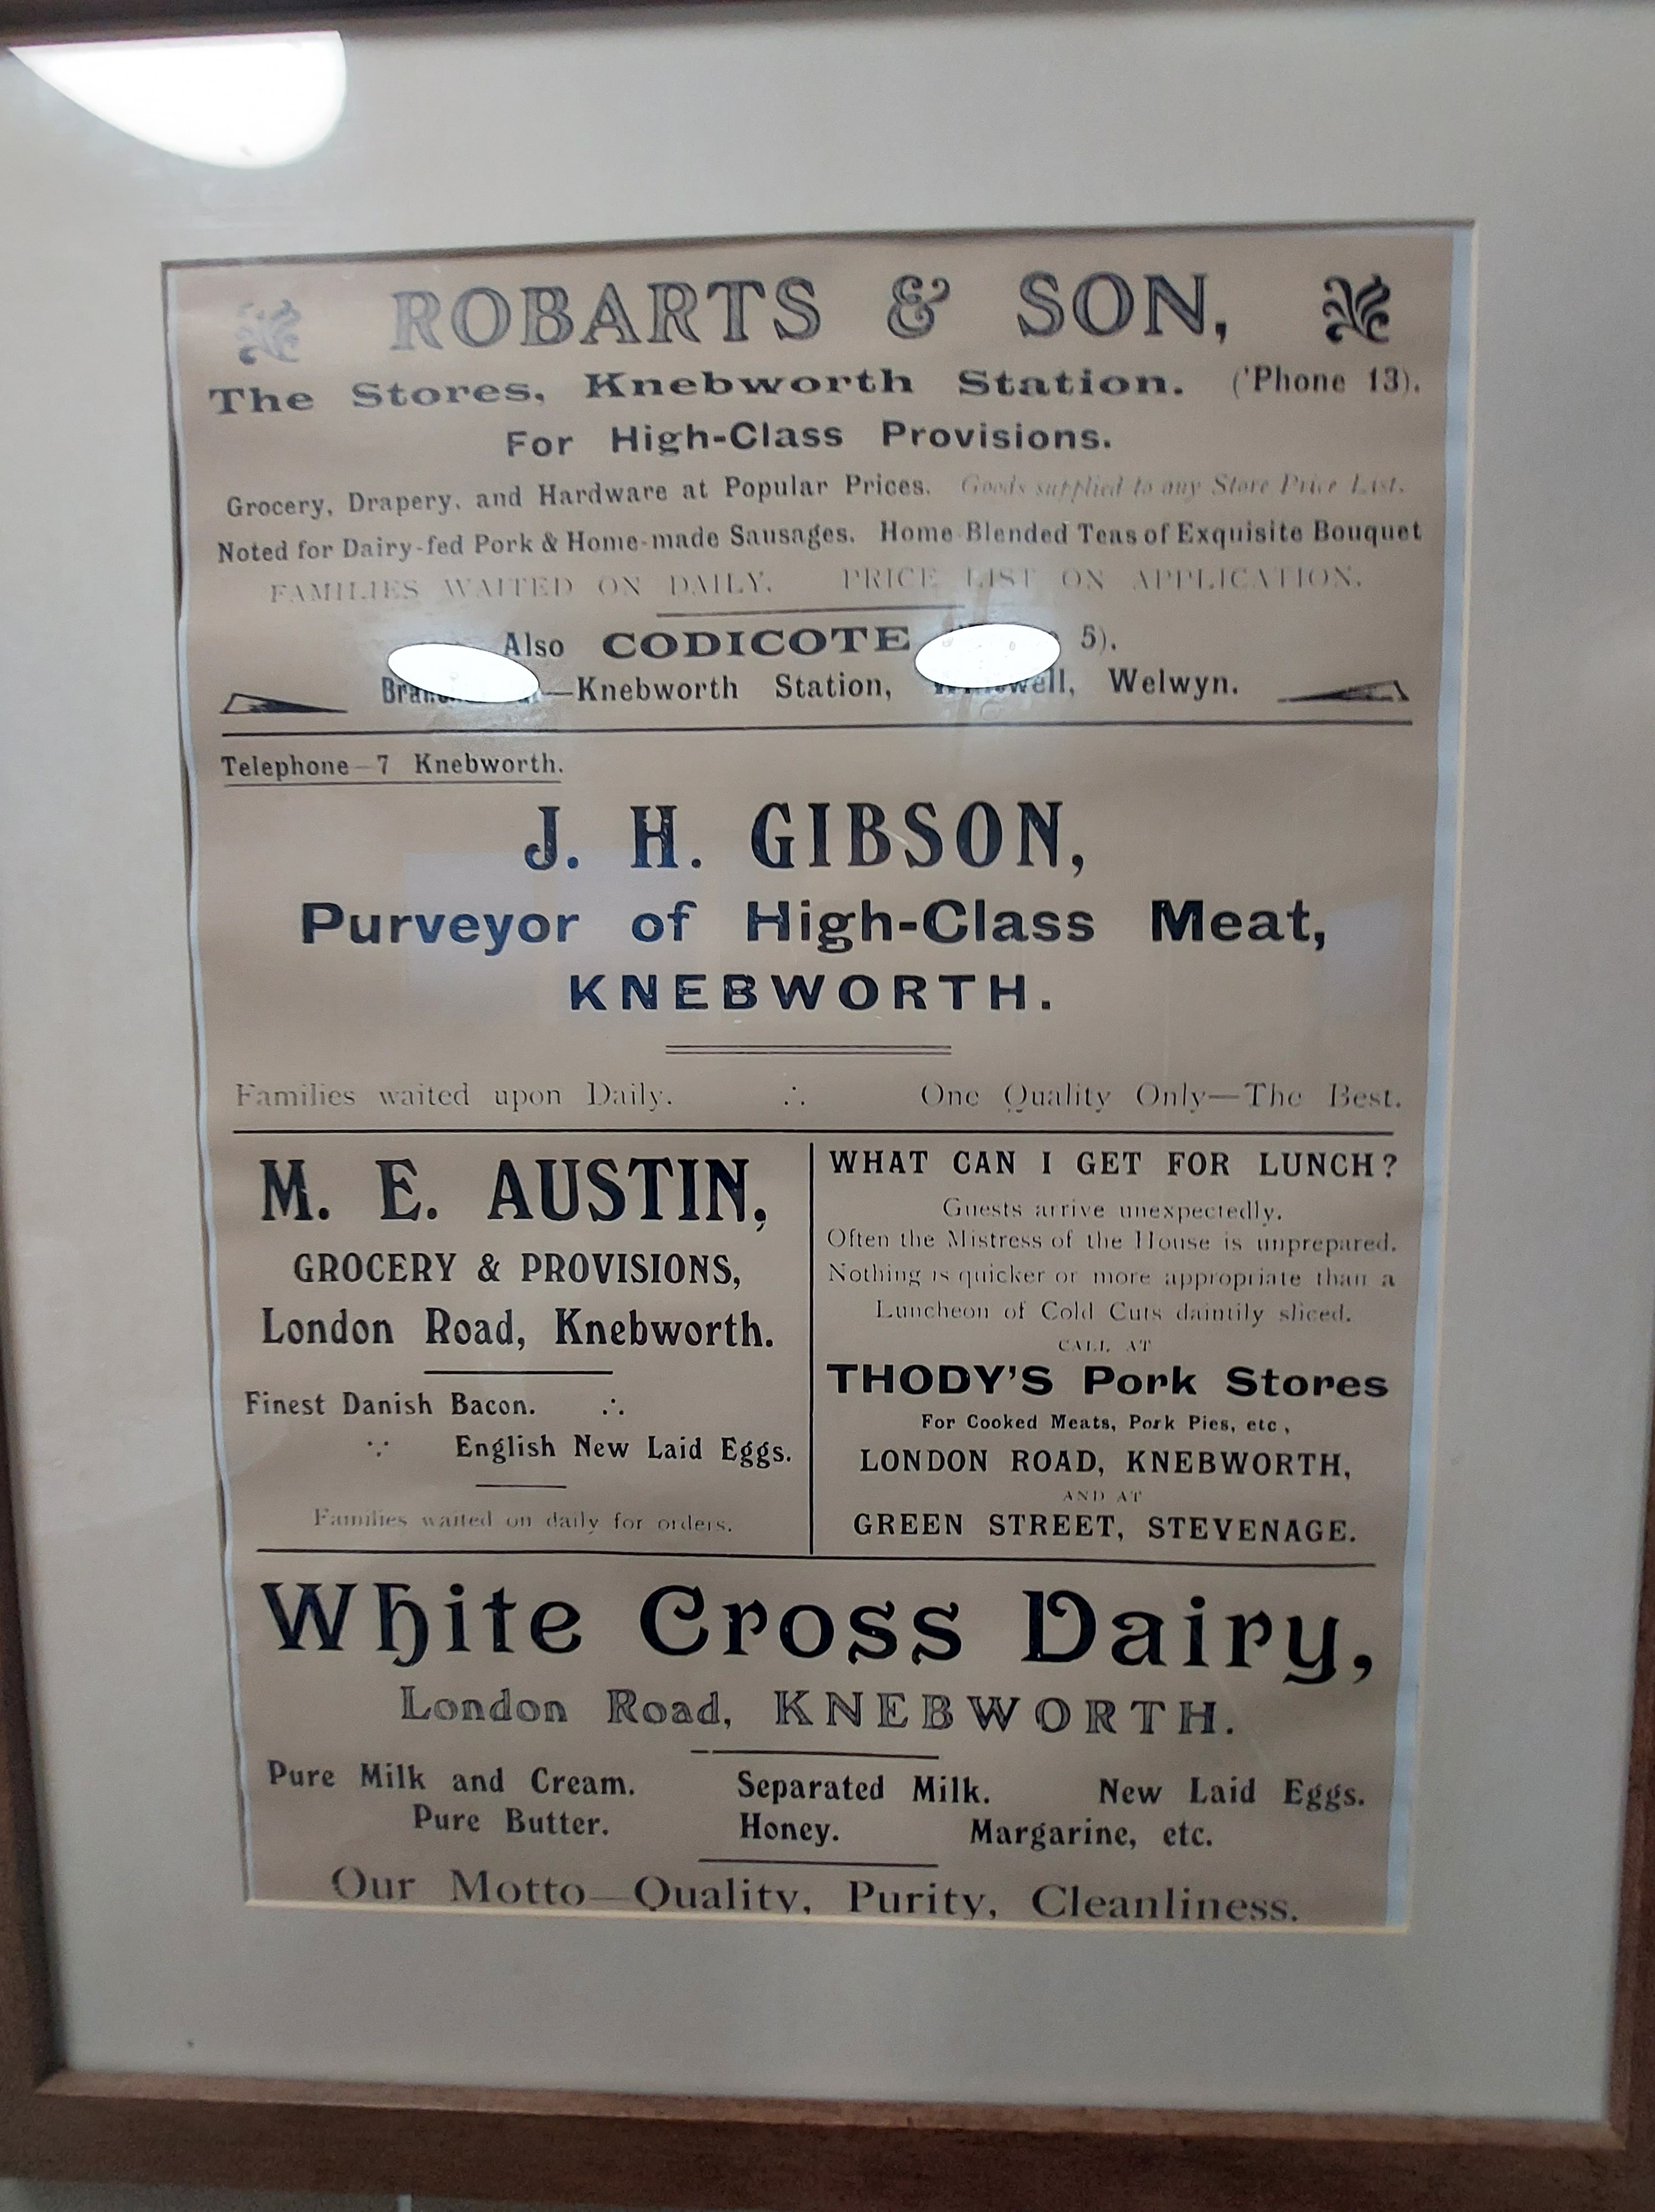 ROBARTS & SON,
The Stores, Knebworth Station. ('Phone 13).
For High-Class Provisions.
Grocery, Drapery, and Hardware at Popular Prices. Goods supplied to any Store Price List.
Noted for Dairy-fed Pork & Home-made Sausages. Home-Blended Teas of Exquisite Bouquet
FAMILIES WAITED ON DAILY. PRICE LIST ON APPLICATION.
Also CODICOTE 5).
—Knebworth Station, Welwyn.
Telephone—7 Knebworth.
J. H. GIBSON,
Purveyor of High-Class Meat,
KNEBWORTH.
Families waited upon Daily. ∴ One Quality Only—The Best.
M. E. AUSTIN,
GROCERY & PROVISIONS,
London Road, Knebworth.
Finest Danish Bacon. ∴
∵ English New Laid Eggs.
Families waited on daily for orders.
WHAT CAN I GET FOR LUNCH?
Guests arrive unexpectedly.
Often the Mistress of the House is unprepared.
Nothing is quicker or more appropriate than a
Luncheon of Cold Cuts daintily sliced.
CALL AT
THODY'S Pork Stores
For Cooked Meats, Pork Pies, etc,
LONDON ROAD, KNEBWORTH,
AND AT
GREEN STREET, STEVENAGE.
White Cross Dairy,
London Road, KNEBWORTH.
Pure Milk and Cream. Separated Milk. New Laid Eggs.
Pure Butter. Honey. Margarine, etc.
Our Motto—Quality, Purity, Cleanliness.